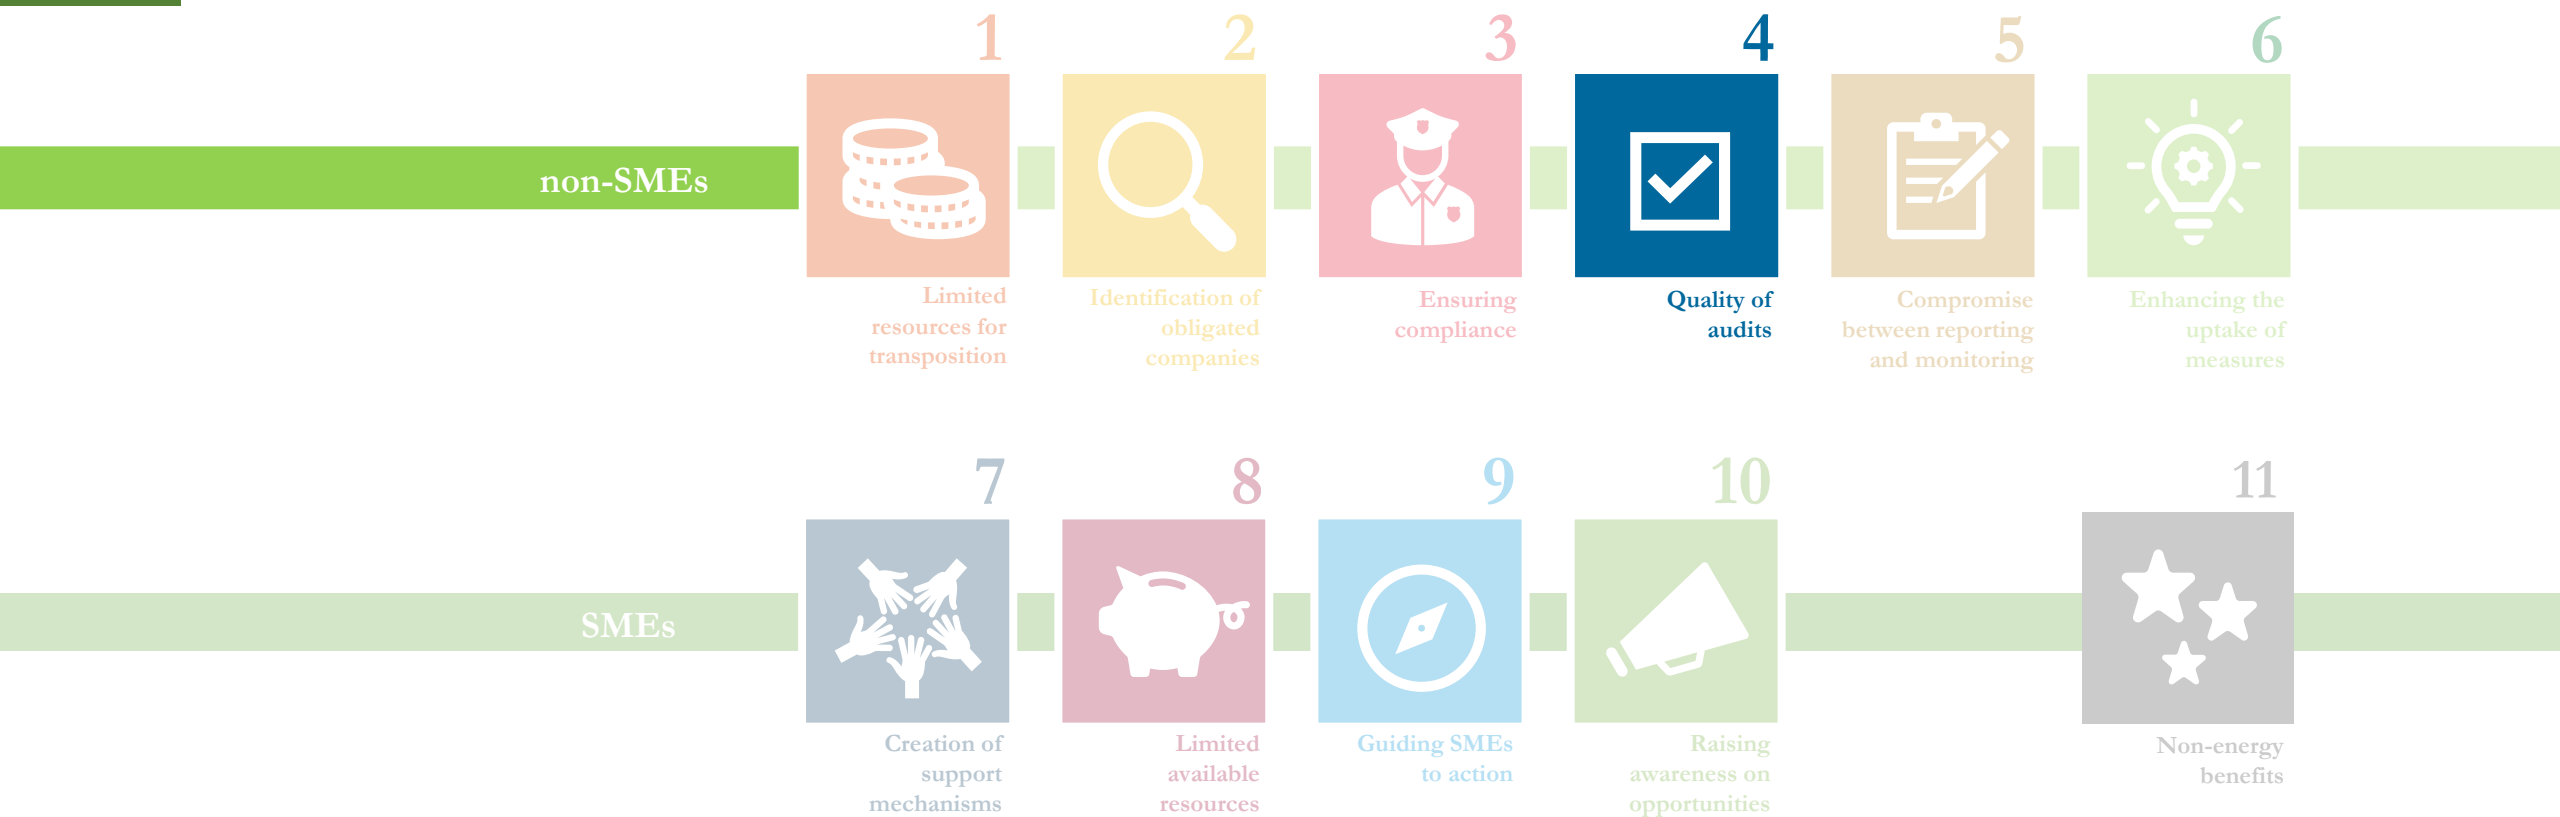 1
2
3
4
5
6
non-SMEs
Limited
resources for
transposition
Identification of
obligated
companies
Ensuring
compliance
Quality of
audits
Compromise
between reporting
and monitoring
Enhancing the
uptake of
measures
7
8
9
10
11
SMEs
Creation of
support
mechanisms
Limited
available
resources
Guiding SMEs
to action
Raising
awareness on
opportunities
Non-energy
benefits